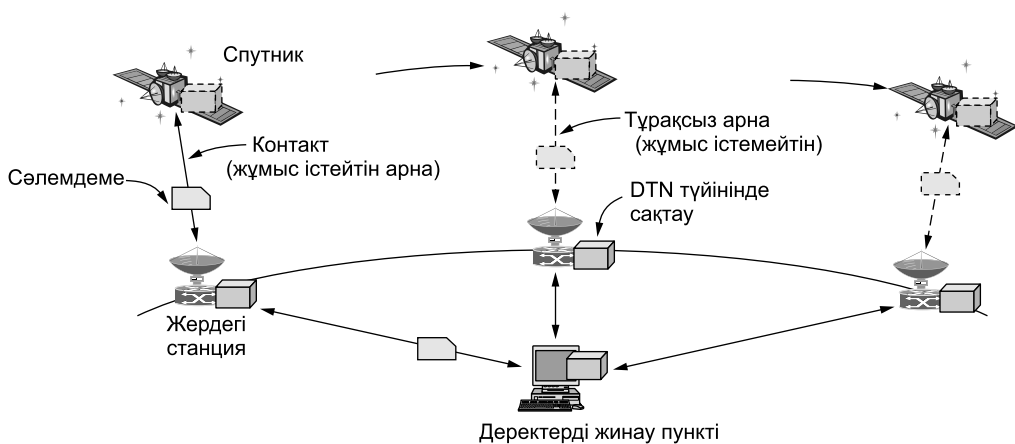 Спутник
Тұрақсыз арна
(жұмыс істемейтін)
Контакт
(жұмыс істейтін арна)
Сәлемдеме
DTN түйінінде
сақтау
Жердегі
станция
Деректерді жинау пункті